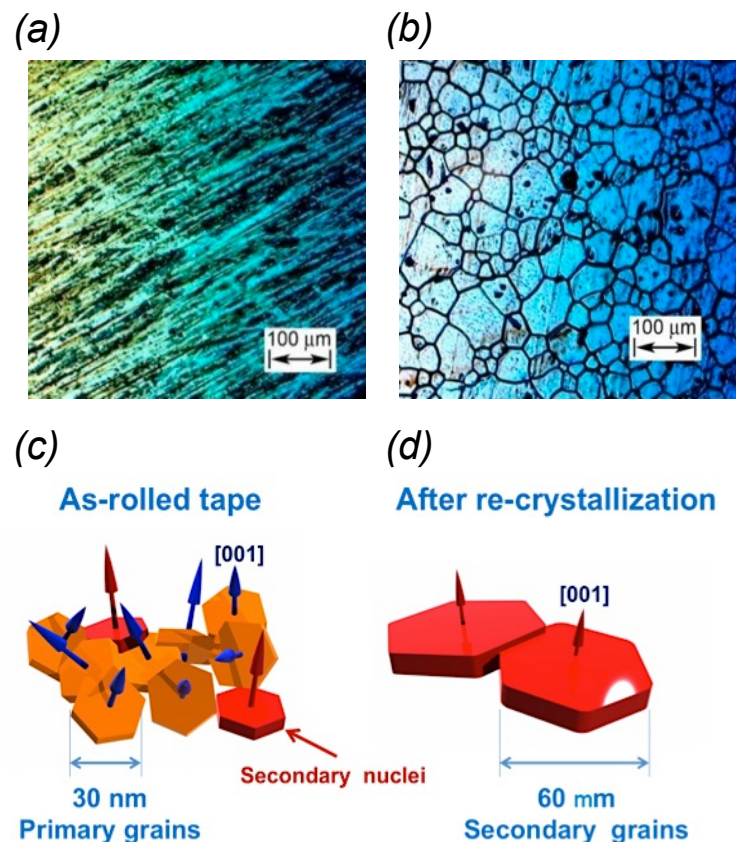 (a)
(b)
100 μm
100 μm
(c)
(d)
As-rolled tape
After re-crystallization
[001]
[001]
Secondary nuclei
30 nm
Primary grains
60 mm
Secondary grains